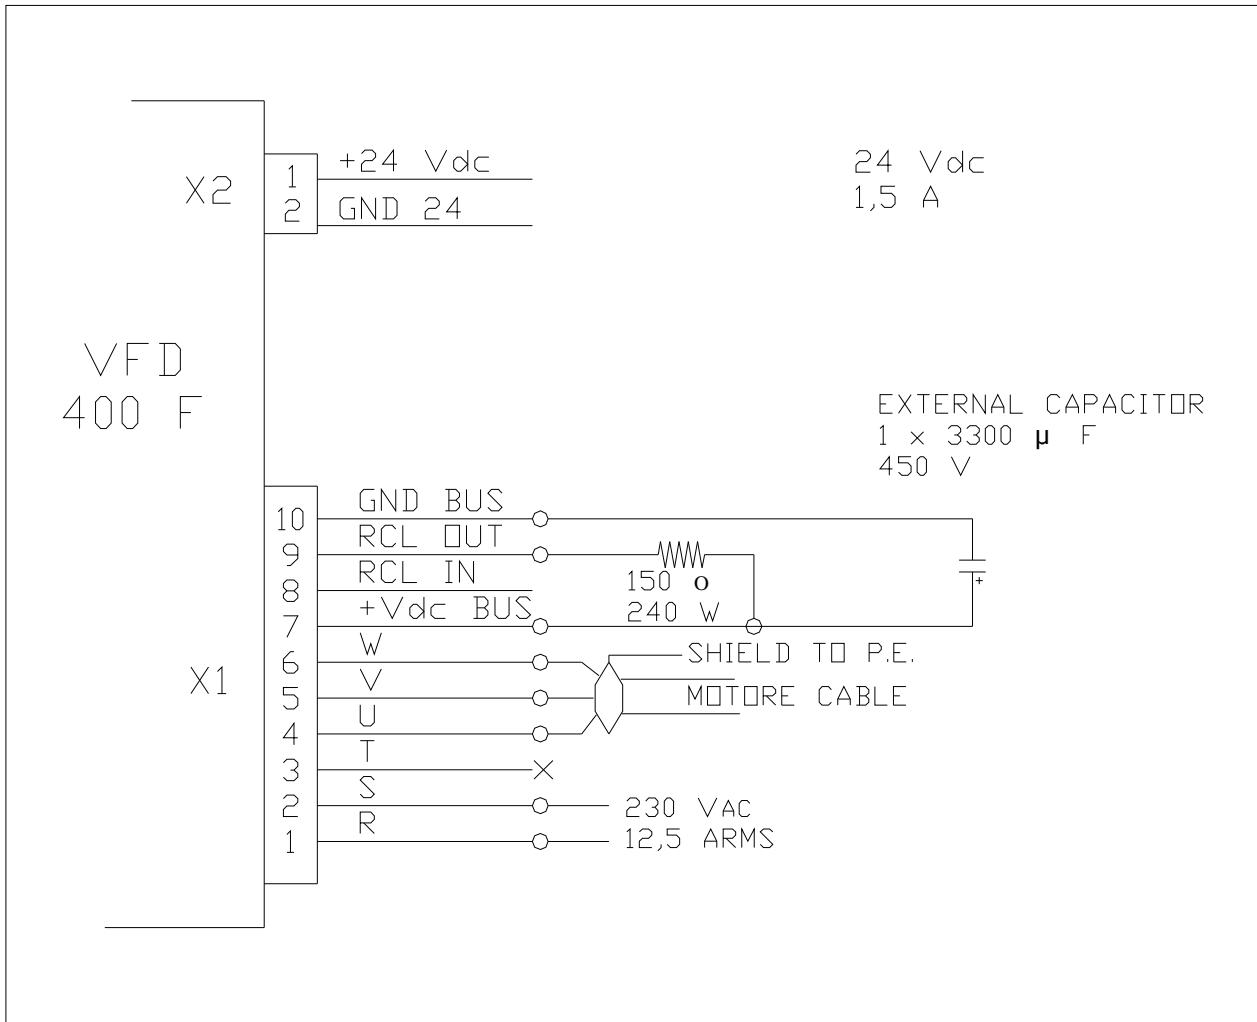 X2
1
2
+24 Vdc
GND 24
24 Vdc
1,5 A
VFD
400 F
EXTERNAL CAPACITOR
1 x 3300 µ F
450 V
X1
10
GND BUS
9
RCL OUT
8
RCL IN
7
+Vdc BUS
6
W
5
V
4
U
3
T
2
S
1
R
150 o
240 W
+
SHIELD TO P.E.
MOTORE CABLE
230 VAC
12,5 ARMS